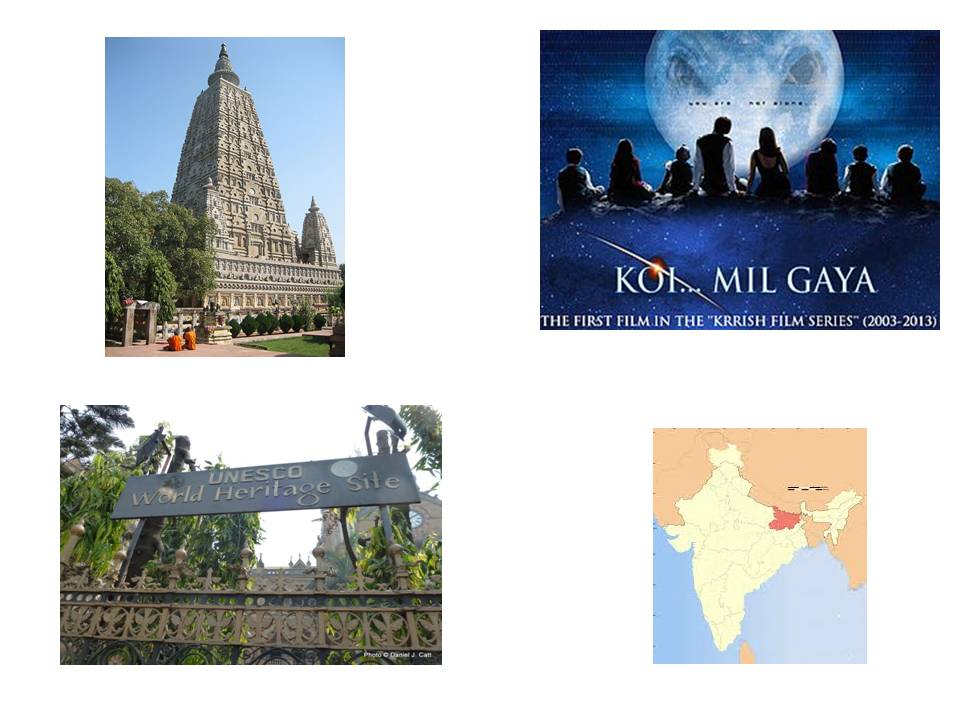 you are not alone...
KOI... MIL GAYA
THE FIRST FILM IN THE "KRRISH FILM SERIES" (2003-2013)
UNESCO
World Heritage Site
Photo © Daniel J. Catt